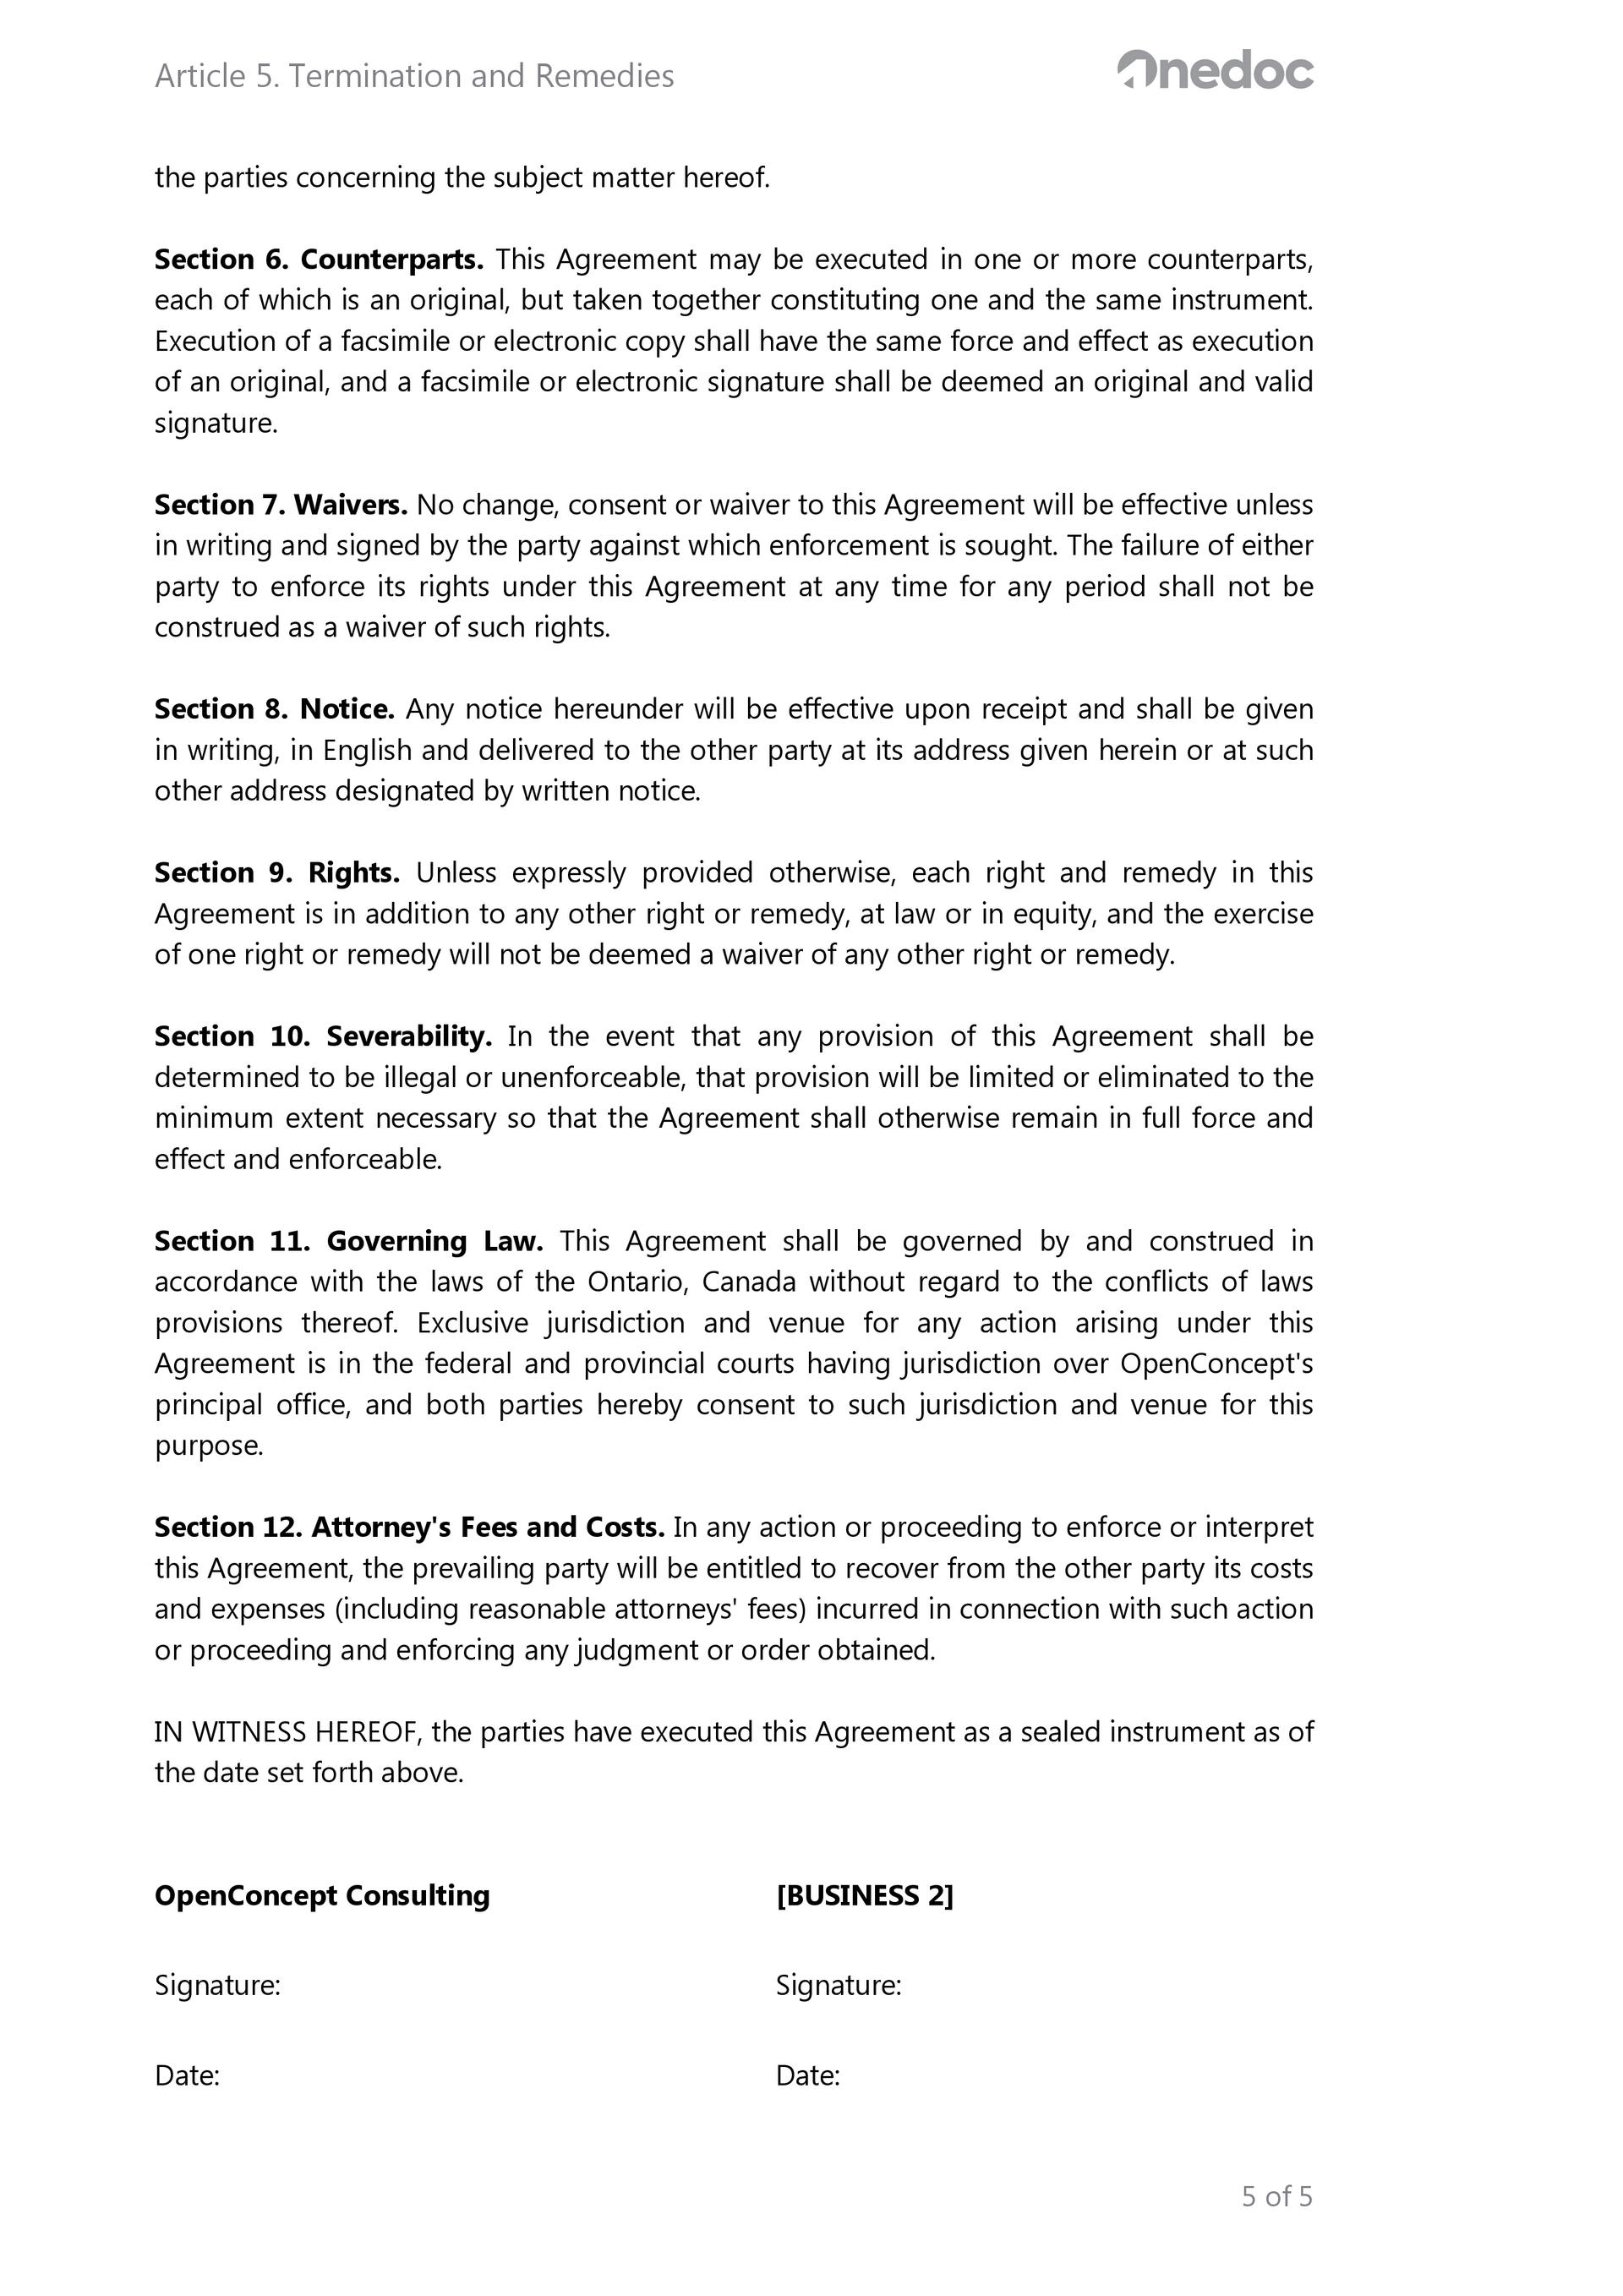 Article 5. Termination and Remedies
Onedoc
the parties concerning the subject matter hereof.
Section 6. Counterparts. This Agreement may be executed in one or more counterparts,
each of which is an original, but taken together constituting one and the same instrument.
Execution of a facsimile or electronic copy shall have the same force and effect as execution
of an original, and a facsimile or electronic signature shall be deemed an original and valid
signature.
Section 7. Waivers. No change, consent or waiver to this Agreement will be effective unless
in writing and signed by the party against which enforcement is sought. The failure of either
party to enforce its rights under this Agreement at any time for any period shall not be
construed as a waiver of such rights.
Section 8. Notice. Any notice hereunder will be effective upon receipt and shall be given
in writing, in English and delivered to the other party at its address given herein or at such
other address designated by written notice.
Section 9. Rights. Unless expressly provided otherwise, each right and remedy in this
Agreement is in addition to any other right or remedy, at law or in equity, and the exercise
of one right or remedy will not be deemed a waiver of any other right or remedy.
Section 10. Severability. In the event that any provision of this Agreement shall be
determined to be illegal or unenforceable, that provision will be limited or eliminated to the
minimum extent necessary so that the Agreement shall otherwise remain in full force and
effect and enforceable.
Section 11. Governing Law. This Agreement shall be governed by and construed in
accordance with the laws of the Ontario, Canada without regard to the conflicts of laws
provisions thereof. Exclusive jurisdiction and venue for any action arising under this
Agreement is in the federal and provincial courts having jurisdiction over OpenConcept's
principal office, and both parties hereby consent to such jurisdiction and venue for this
purpose.
Section 12. Attorney's Fees and Costs. In any action or proceeding to enforce or interpret
this Agreement, the prevailing party will be entitled to recover from the other party its costs
and expenses (including reasonable attorneys' fees) incurred in connection with such action
or proceeding and enforcing any judgment or order obtained.
IN WITNESS HEREOF, the parties have executed this Agreement as a sealed instrument as of
the date set forth above.
OpenConcept Consulting
[BUSINESS 2]
Signature:
Signature:
Date:
Date:
5 of 5